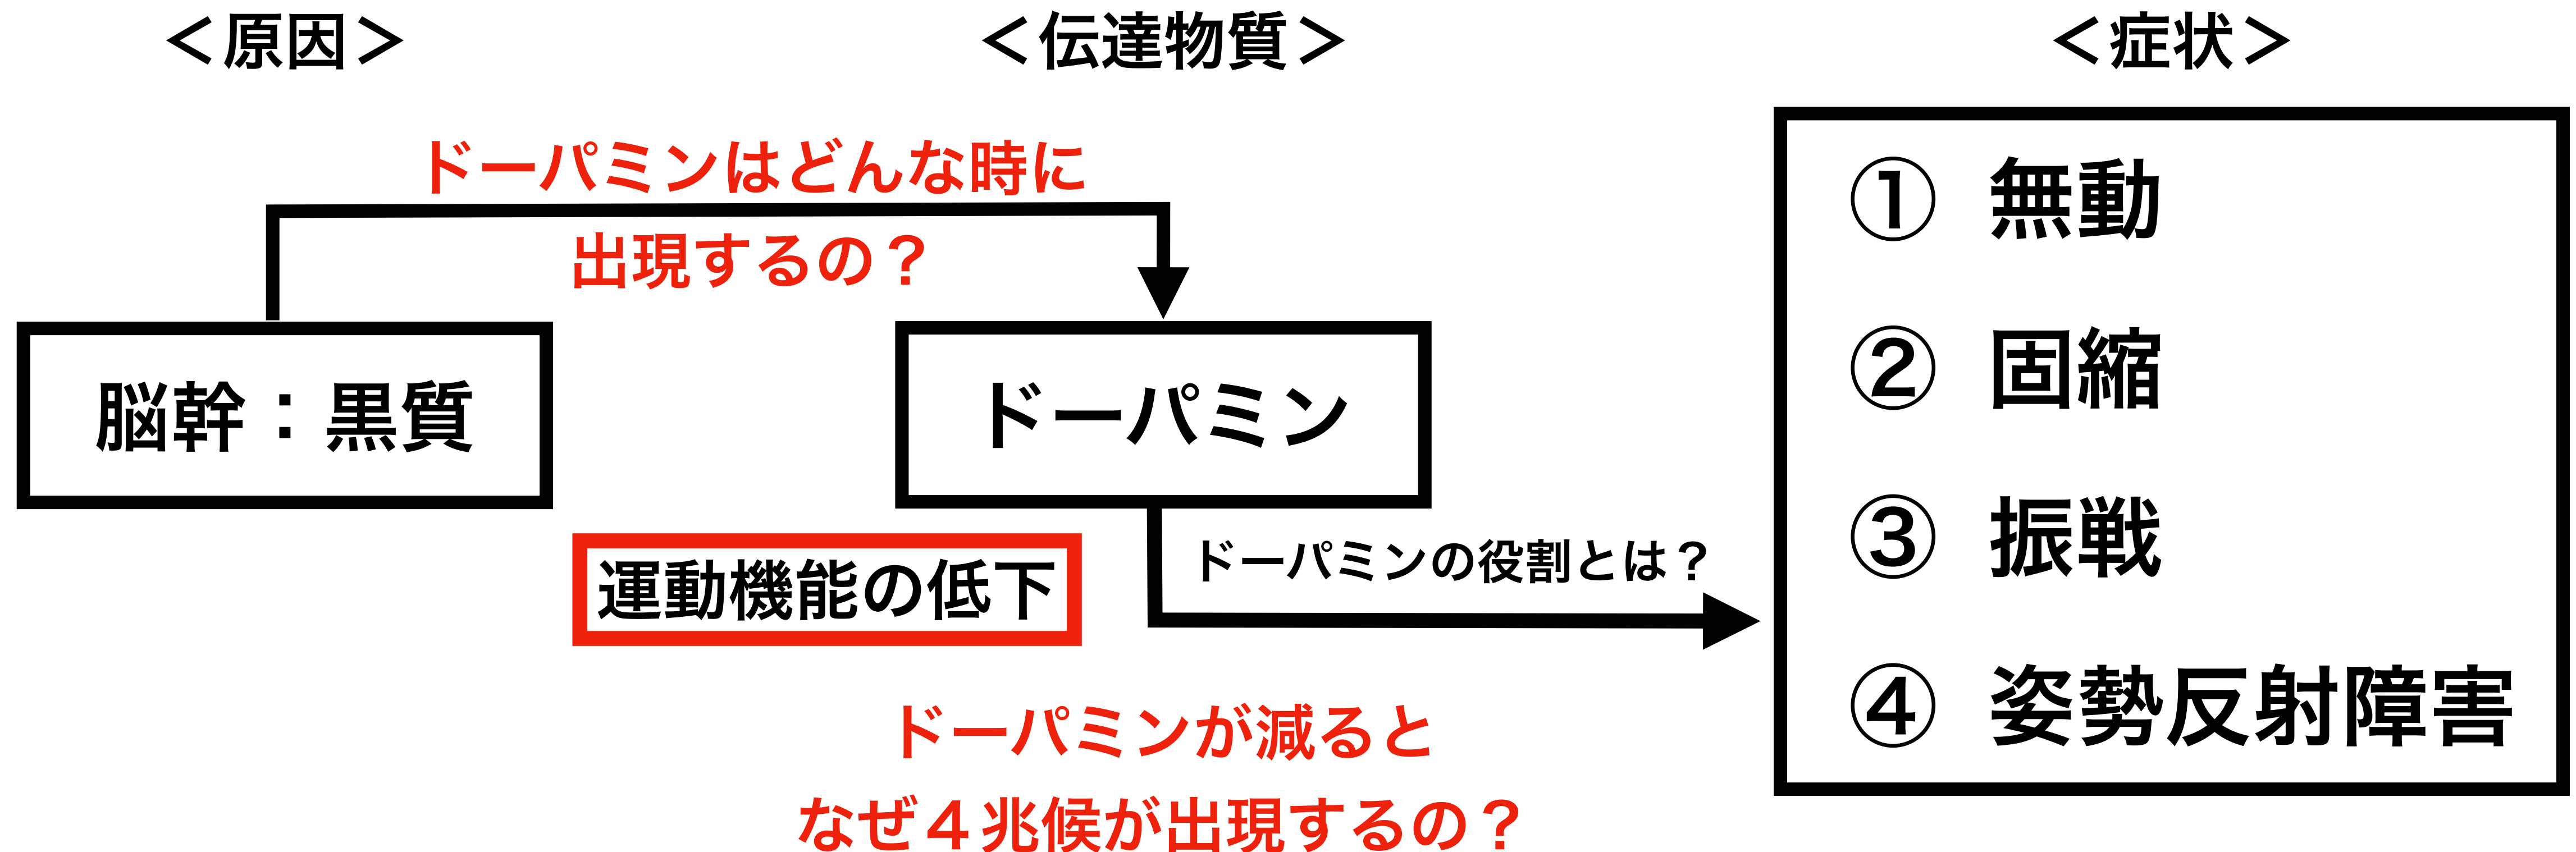 ＜原因＞
＜伝達物質＞
＜症状＞
ドーパミンはどんな時に
出現するの？
脳幹：黒質
ドーパミン
運動機能の低下
ドーパミンの役割とは？
ドーパミンが減ると
なぜ４兆候が出現するの？
① 無動
② 固縮
③ 振戦
④ 姿勢反射障害